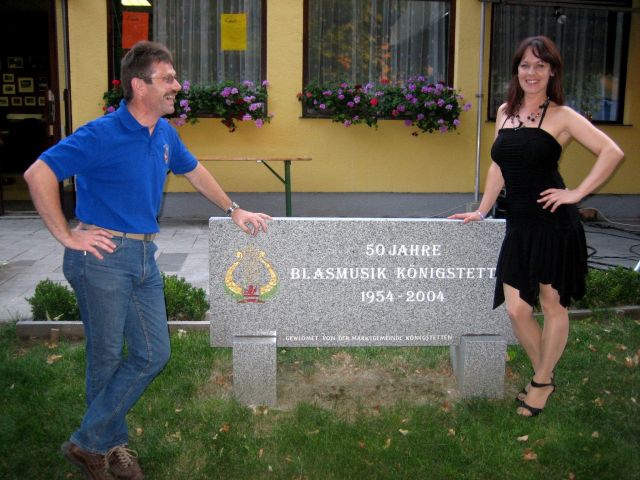 50 JAHRE
BLASMUSIK KÖNIGSTETT
1954 - 2004
GEWIDMET VON DER MARKTGEMEINDE KÖNIGSTETTEN